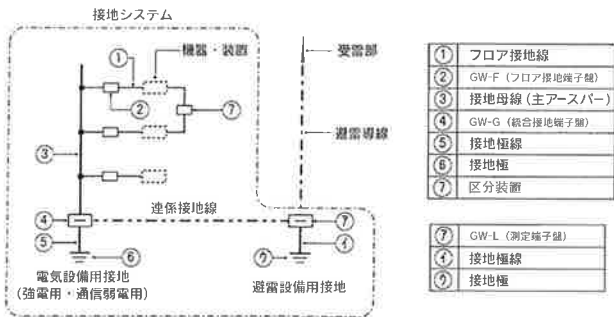 接地システム
機器・装置
受雷部
①
②
⑦
避雷導線
③
連係接地線
④
⑦
⑤
⑥
㋑
㋒
電気設備用接地
(強電用・通信弱電用)
避雷設備用接地
① フロア接地線
② GW-F (フロア接地端子盤)
③ 接地母線 (主アースバー)
④ GW-G (統合接地端子盤)
⑤ 接地極線
⑥ 接地極
⑦ 区分装置
⑦ GW-L (測定端子盤)
㋑ 接地極線
㋒ 接地極